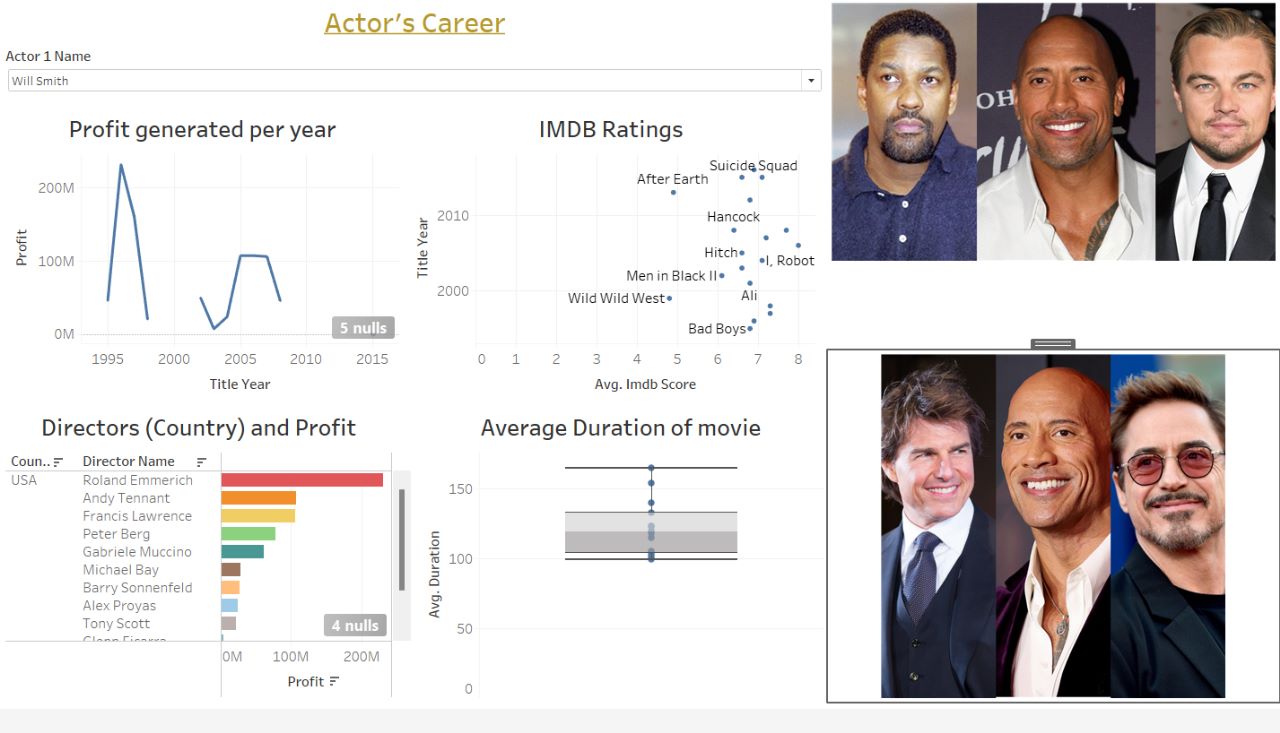 Actor's Career
Actor 1 Name
Will Smith
Profit generated per year
Profit
200M
100M
0M
5 nulls
1995 2000 2005 2010 2015
Title Year
IMDB Ratings
Title Year
2010
2000
Suicide Squad
After Earth
Hancock
Hitch
I, Robot
Men in Black II
Ali
Wild Wild West
Bad Boys
0 1 2 3 4 5 6 7 8
Avg. Imdb Score
Directors (Country) and Profit
Coun.. Director Name
USA Roland Emmerich
Andy Tennant
Francis Lawrence
Peter Berg
Gabriele Muccino
Michael Bay
Barry Sonnenfeld
Alex Proyas
Tony Scott
4 nulls
0M 100M 200M
Profit
Average Duration of movie
Avg. Duration
150
100
50
0